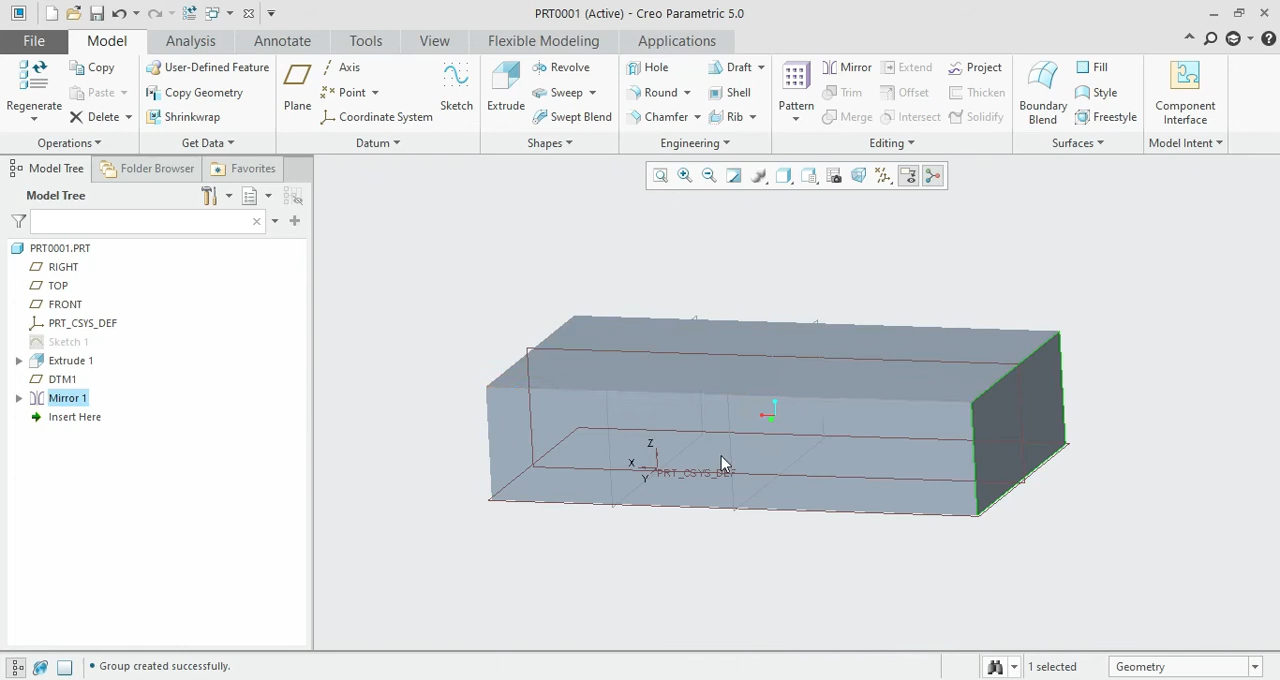 PRT0001 (Active) - Creo Parametric 5.0
File Model Analysis Annotate Tools View Flexible Modeling Applications
Regenerate
Copy
Paste
Delete
Operations
User-Defined Feature
Copy Geometry
Shrinkwrap
Get Data
Plane
Axis
Point
Coordinate System
Sketch
Datum
Extrude
Revolve
Sweep
Swept Blend
Shapes
Hole
Round
Chamfer
Draft
Shell
Rib
Engineering
Pattern
Mirror
Trim
Merge
Extend
Offset
Intersect
Project
Thicken
Solidify
Editing
Boundary
Blend
Fill
Style
Freestyle
Surfaces
Component
Interface
Model Intent
Model Tree Folder Browser Favorites
Model Tree
PRT0001.PRT
RIGHT
TOP
FRONT
PRT_CSYS_DEF
Sketch 1
Extrude 1
DTM1
Mirror 1
Insert Here
Z
X
Y
PRT_CSYS_DEF
• Group created successfully.
1 selected
Geometry